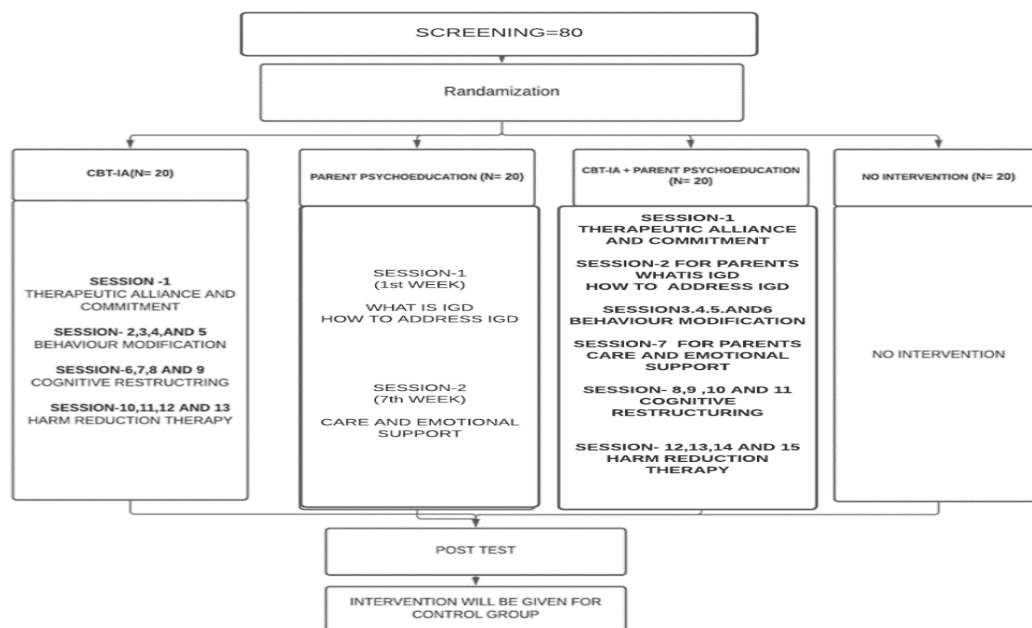 SCREENING=80
Randamization
CBT-IA(N= 20)
SESSION -1
THERAPEUTIC ALLIANCE AND
COMMITMENT
SESSION- 2,3,4,AND 5
BEHAVIOUR MODIFICATION
SESSION-6,7,8 AND 9
COGNITIVE RESTRUCTRING
SESSION-10,11,12 AND 13
HARM REDUCTION THERAPY
PARENT PSYCHOEDUCATION (N= 20)
SESSION-1
(1st WEEK)
WHAT IS IGD
HOW TO ADDRESS IGD
SESSION-2
(7th WEEK)
CARE AND EMOTIONAL
SUPPORT
CBT-IA + PARENT PSYCHOEDUCATION
(N= 20)
SESSION-1
THERAPEUTIC ALLIANCE
AND COMMITMENT
SESSION-2 FOR PARENTS
WHATIS IGD
HOW TO ADDRESS IGD
SESSION3.4.5.AND6
BEHAVIOUR MODIFICATION
SESSION-7 FOR PARENTS
CARE AND EMOTIONAL
SUPPORT
SESSION- 8,9 ,10 AND 11
COGNITIVE
RESTRUCTURING
SESSION- 12,13,14 AND 15
HARM REDUCTION
THERAPY
NO INTERVENTION (N= 20)
NO INTERVENTION
POST TEST
INTERVENTION WILL BE GIVEN FOR
CONTROL GROUP